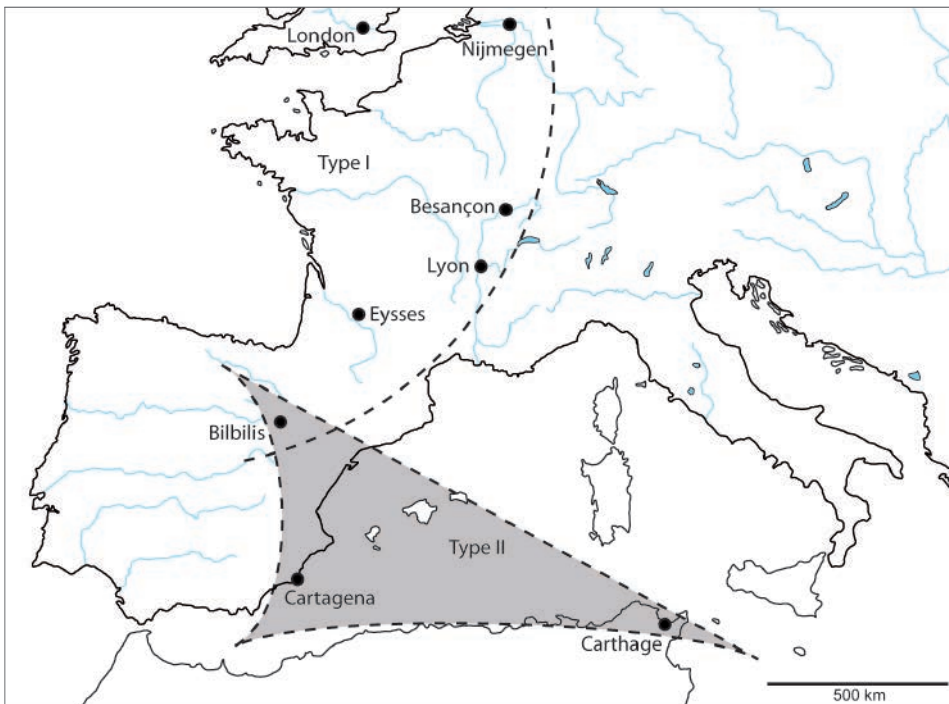 London
Nijmegen
Type I
Besançon
Lyon
Eysses
Bilbilis
Type II
Cartagena
Carthage
500 km